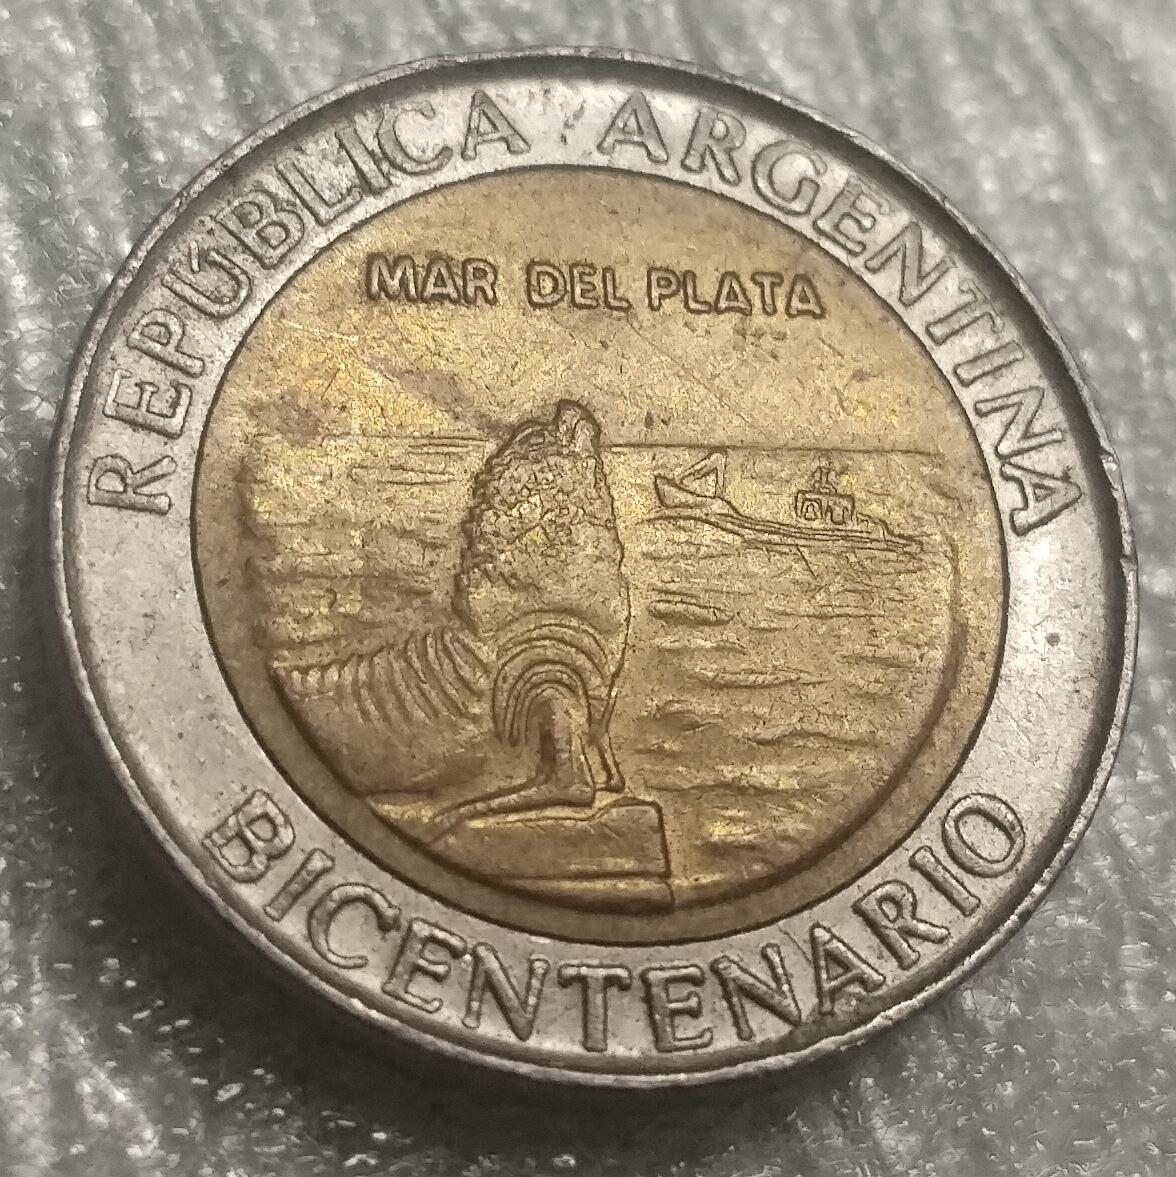 REPÚBLICA ARGENTINA
MAR DEL PLATA
BICENTENARIO